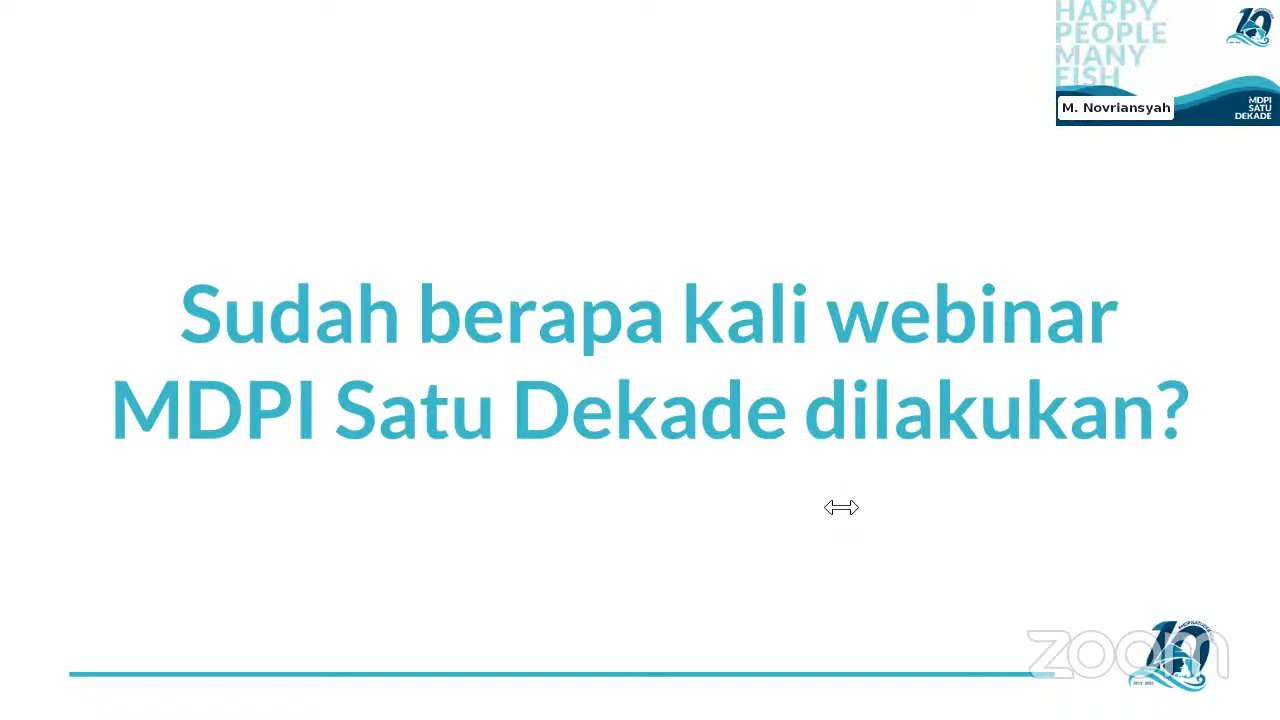 HAPPY
PEOPLE
MANY
FISH
M. Novriansyah
MDPI
SATU
DEKADE
Sudah berapa kali webinar
MDPI Satu Dekade dilakukan?
zoom